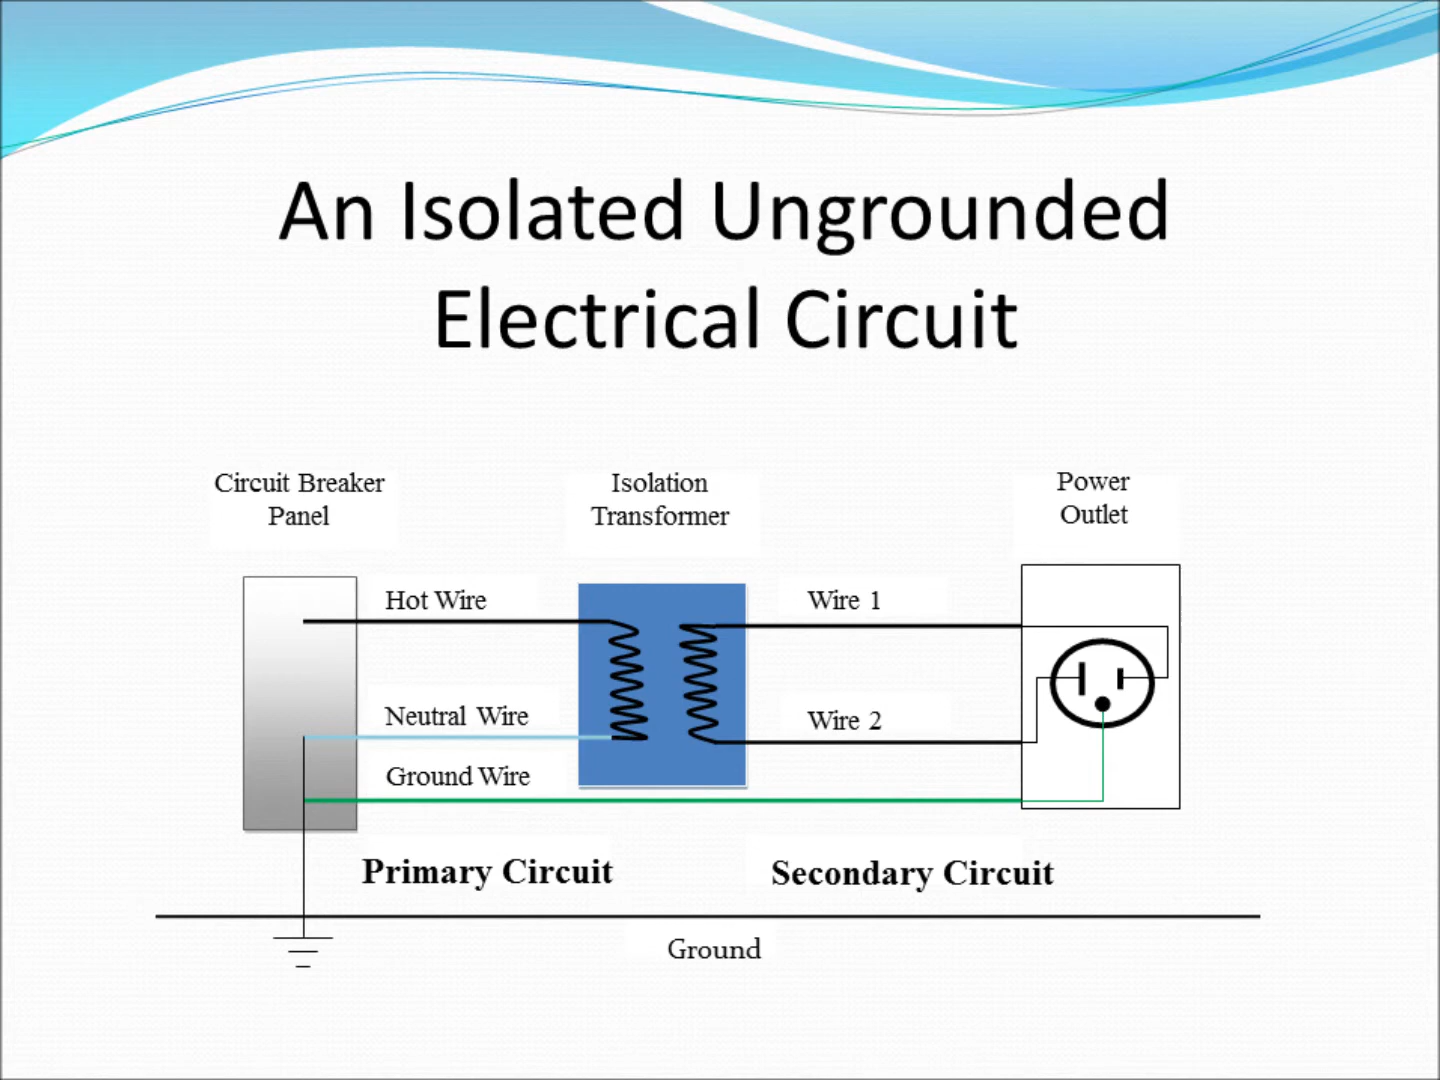 An Isolated Ungrounded
Electrical Circuit
Circuit Breaker
Panel
Isolation
Transformer
Power
Outlet
Hot Wire
Wire 1
Neutral Wire
Wire 2
Ground Wire
Primary Circuit
Secondary Circuit
Ground